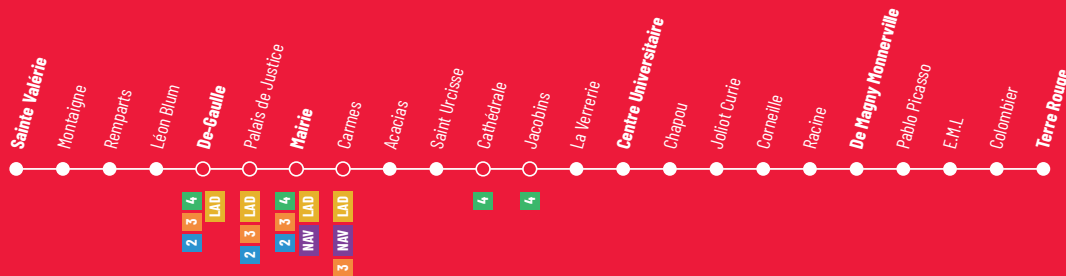 Sainte Valérie
Montaigne
Remparts
Léon Blum
De-Gaulle
Palais de Justice
Mairie
Carmes
Acacias
Saint Urcisse
Cathédrale
Jacobins
La Verrerie
Centre Universitaire
Chapou
Joliot Curie
Corneille
Racine
De Magny Monnerville
Pablo Picasso
E.M.L
Colombier
Terre Rouge
2 3 4
LAD
2 3 LAD
2 3 4
NAV LAD
3 NAV LAD
4
4